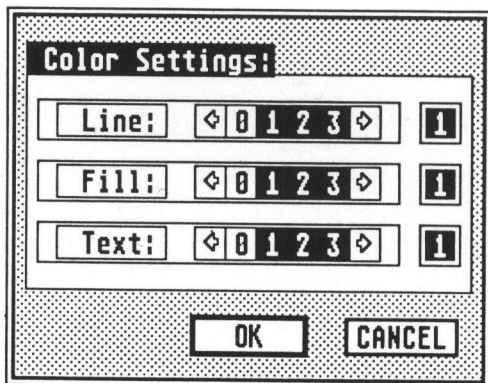 Color Settings:
Line: 0 1 2 3 1
Fill: 0 1 2 3 1
Text: 0 1 2 3 1
OK CANCEL